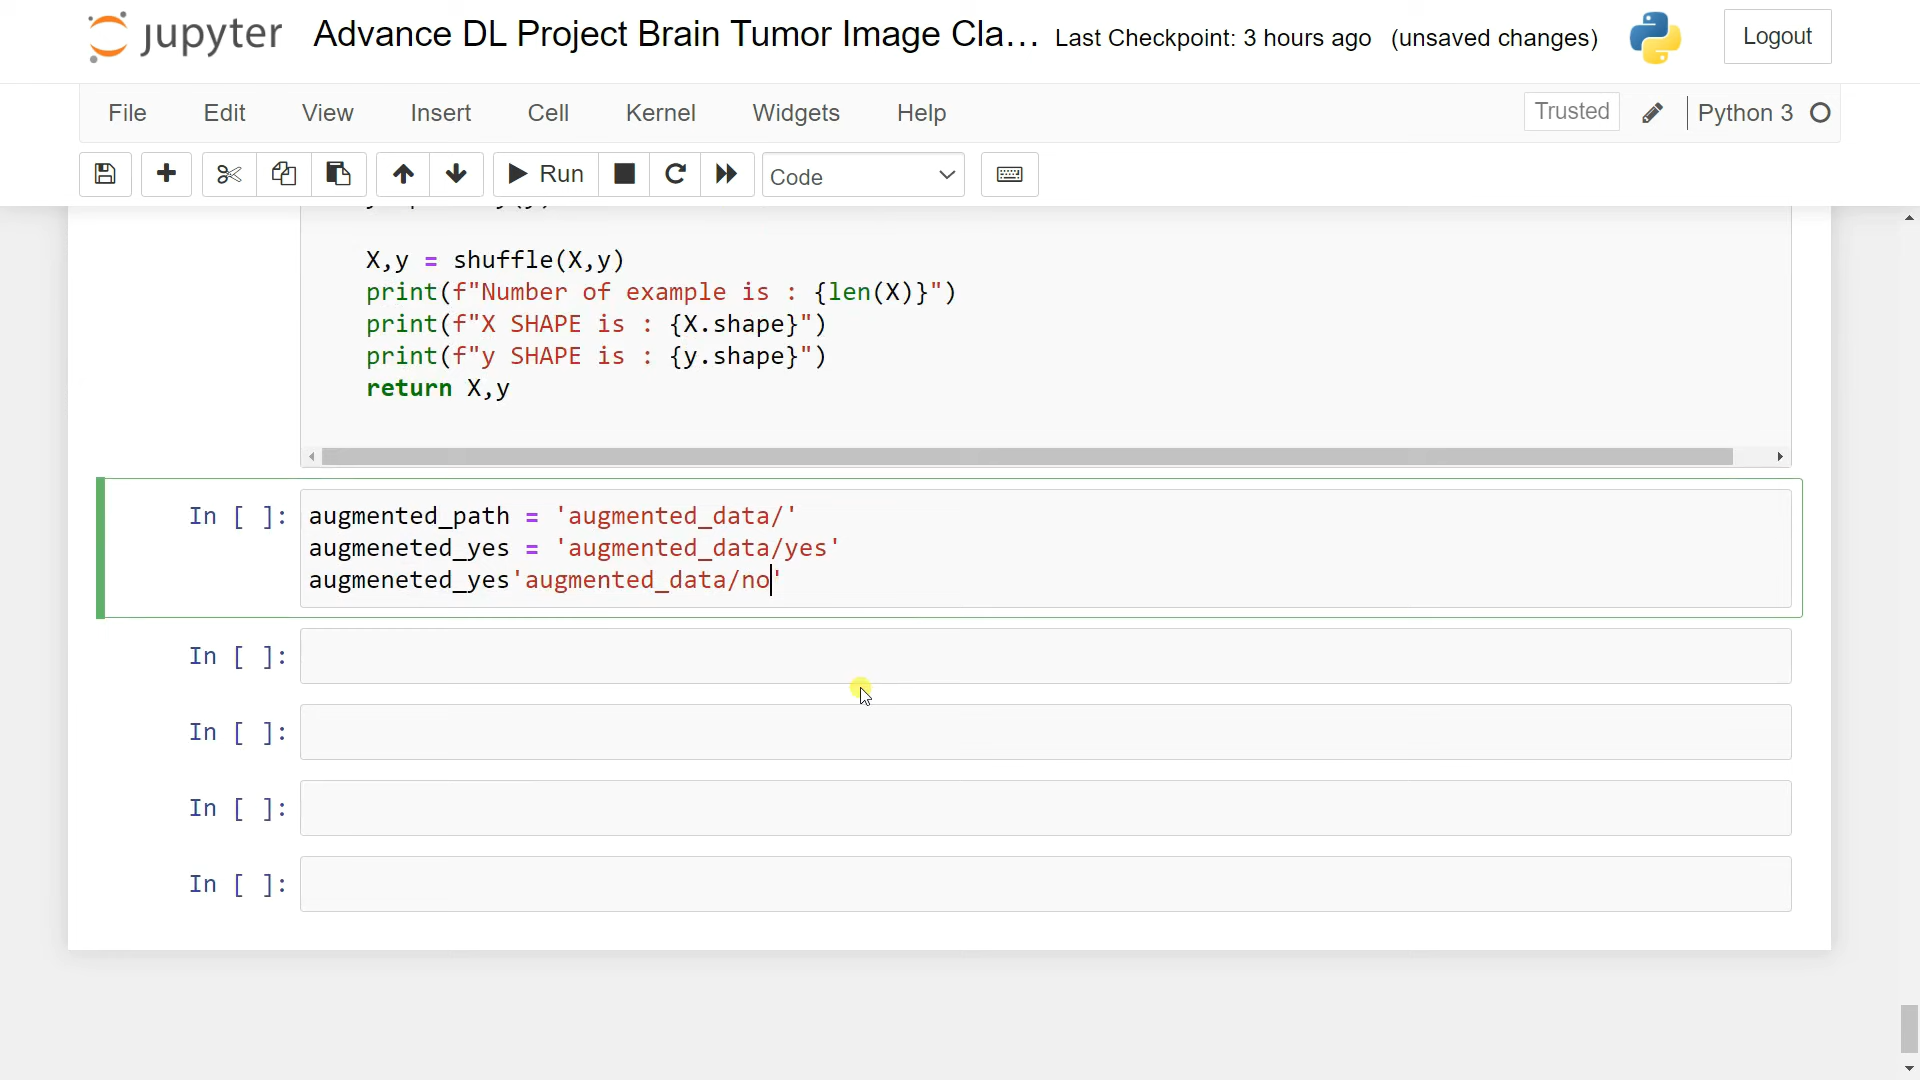 jupyter Advance DL Project Brain Tumor Image Cla... Last Checkpoint: 3 hours ago (unsaved changes) Logout
File Edit View Insert Cell Kernel Widgets Help Trusted Python 3
Run Code
X,y = shuffle(X,y)
print(f"Number of example is : {len(X)}")
print(f"X SHAPE is : {X.shape}")
print(f"y SHAPE is : {y.shape}")
return X,y
In [ ]: augmented_path = 'augmented_data/'
augmeneted_yes = 'augmented_data/yes'
augmeneted_yes'augmented_data/no'
In [ ]:
In [ ]:
In [ ]:
In [ ]: